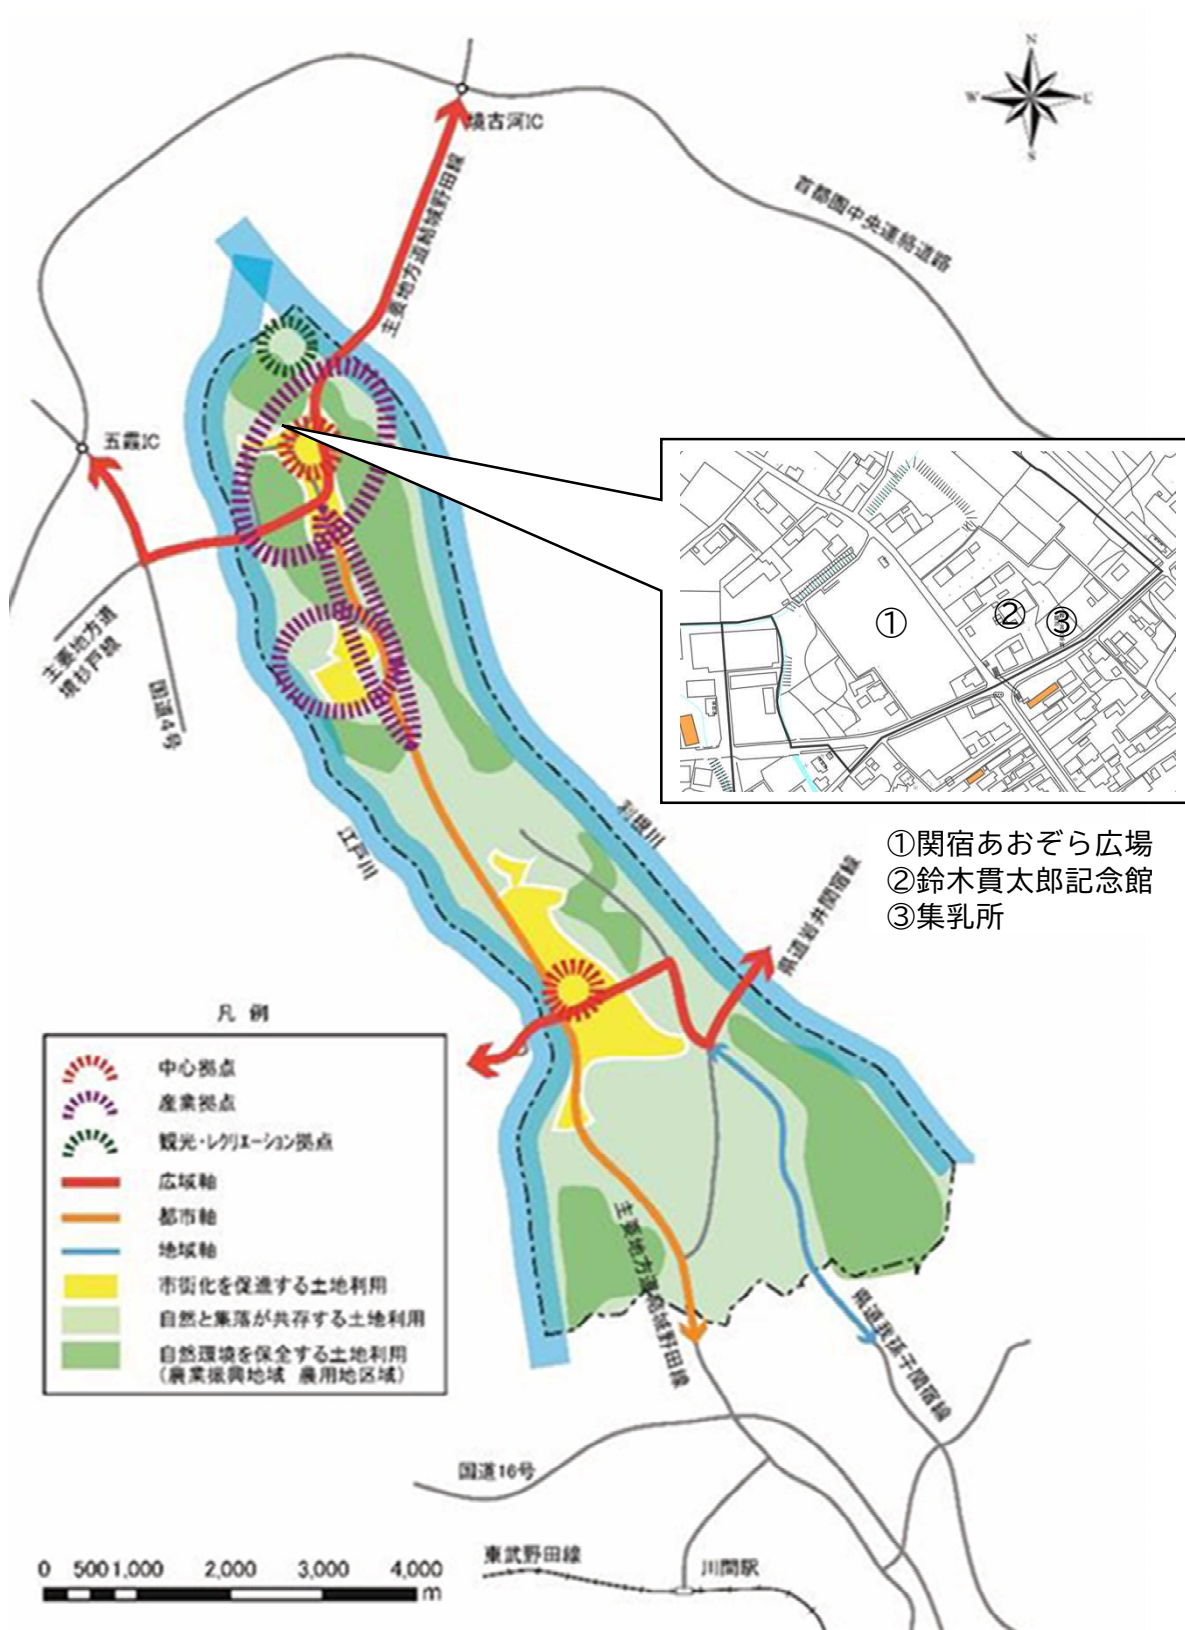 N
W
E
S
境古河IC
主要地方道結城野田線
首都圏中央連絡道路
五霞IC
主要地方道
境杉戸線
国道4号
①
②
③
利根川
江戸川
①関宿あおぞら広場
②鈴木貫太郎記念館
③集乳所
県道岩井関宿線
凡 例
中心拠点
産業拠点
観光・レクリエーション拠点
広域軸
都市軸
地域軸
市街化を促進する土地利用
自然と集落が共存する土地利用
自然環境を保全する土地利用
(農業振興地域 農用地区域)
主要地方道結城野田線
県道我孫子関宿線
国道16号
東武野田線
川間駅
0 500 1,000 2,000 3,000 4,000
m